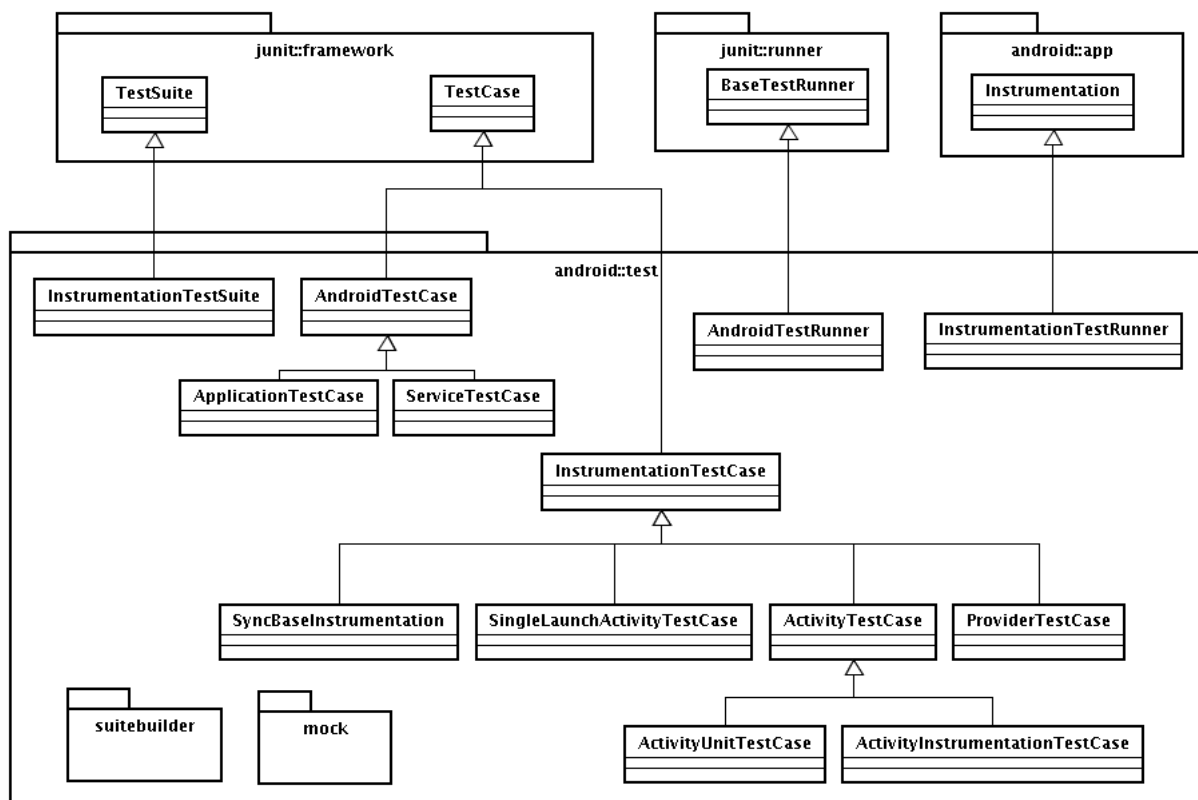 junit::framework
junit::runner
android::app
TestSuite
TestCase
BaseTestRunner
Instrumentation
android::test
InstrumentationTestSuite
AndroidTestCase
AndroidTestRunner
InstrumentationTestRunner
ApplicationTestCase
ServiceTestCase
InstrumentationTestCase
SyncBaseInstrumentation
SingleLaunchActivityTestCase
ActivityTestCase
ProviderTestCase
suitebuilder
mock
ActivityUnitTestCase
ActivityInstrumentationTestCase